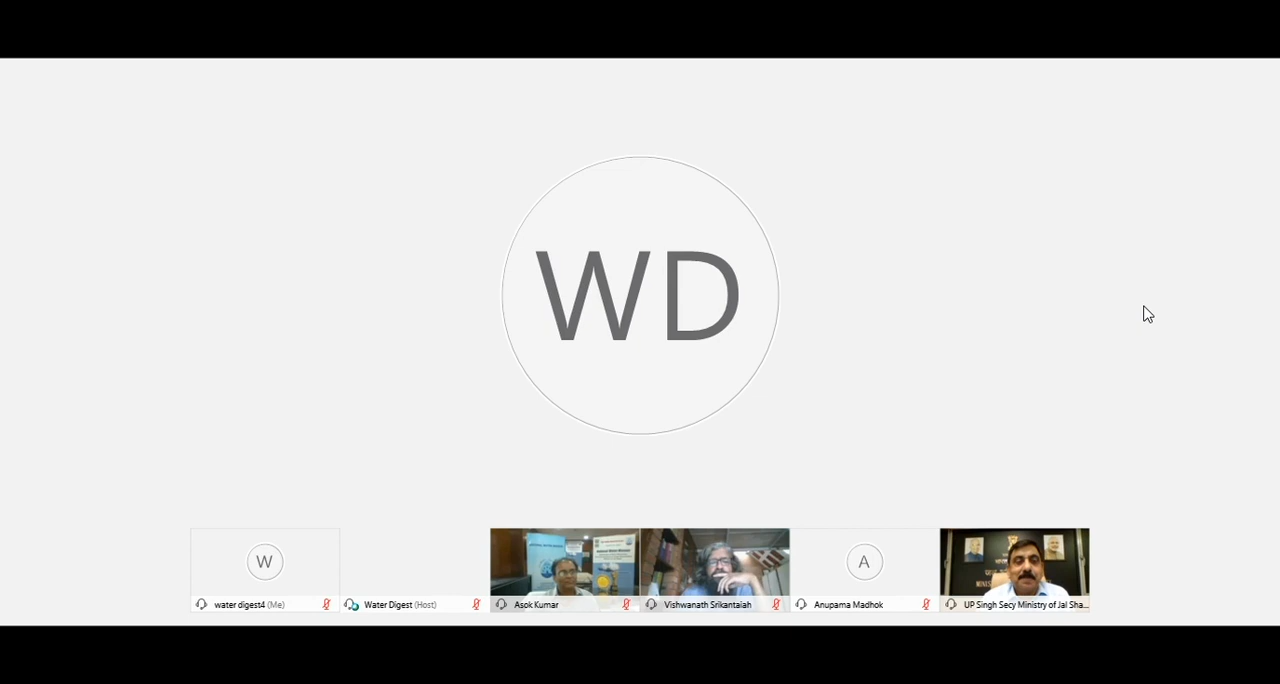 WD
W
A
water digest4 (Me)
Water Digest (Host)
Asok Kumar
Vishwanath Srikantaiah
Anupama Madhok
UP Singh Secy Ministry of Jal Sha...